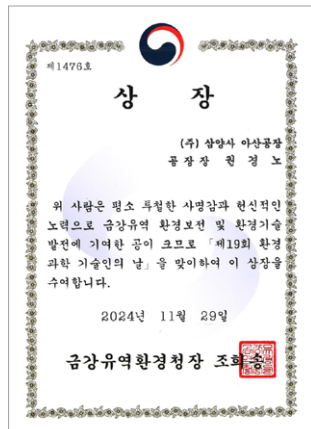 제1476호
상 장
(주) 삼양사 아산공장
공장장 권경노
위 사람은 평소 투철한 사명감과 헌신적인
노력으로 금강유역 환경보전 및 환경기술
발전에 기여한 공이 크므로 「제19회 환경
과학 기술인의 날」을 맞이하여 이 상장을
수여합니다.
2024년 11월 29일
금강유역환경청장 조희송